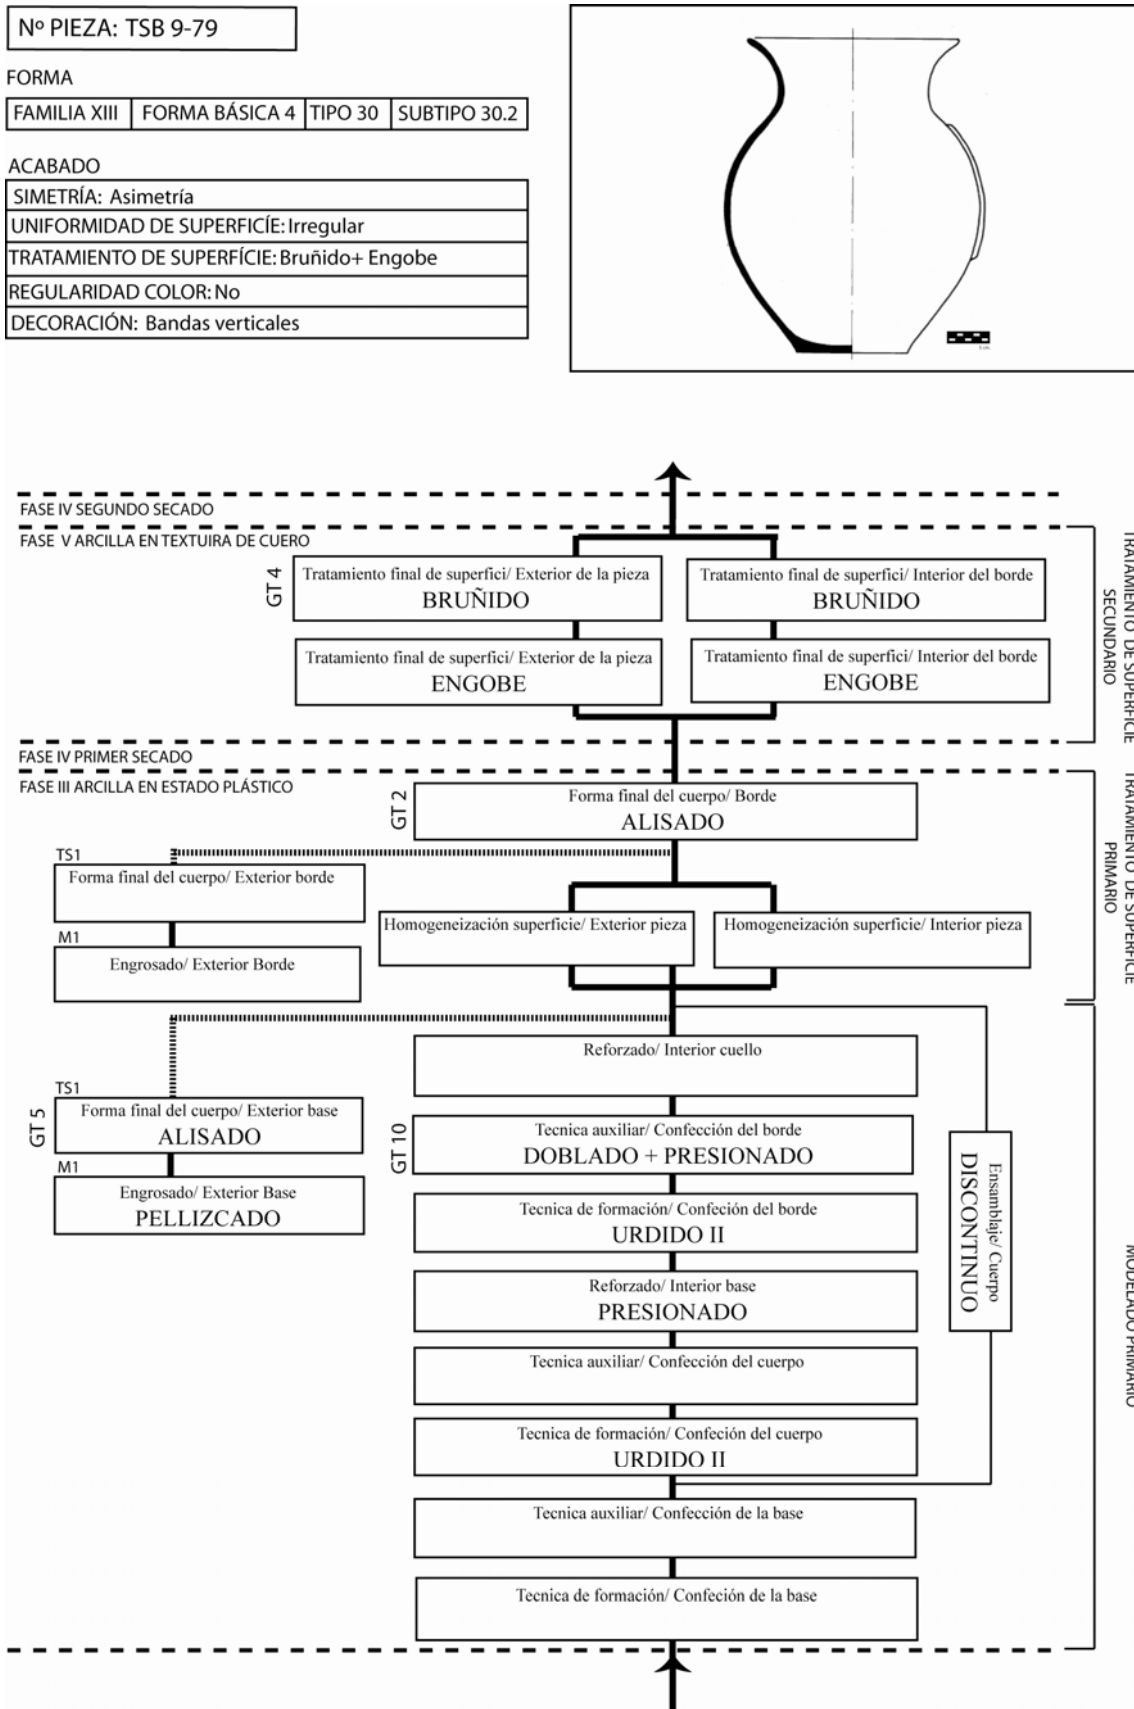 Nº PIEZA: TSB 9-79
FORMA
FAMILIA XIII FORMA BÁSICA 4 TIPO 30 SUBTIPO 30.2
ACABADO
SIMETRÍA: Asimetría
UNIFORMIDAD DE SUPERFICÍE: Irregular
TRATAMIENTO DE SUPERFÍCIE: Bruñido+ Engobe
REGULARIDAD COLOR: No
DECORACIÓN: Bandas verticales
FASE IV SEGUNDO SECADO
FASE V ARCILLA EN TEXTUIRA DE CUERO
GT 4
Tratamiento final de superfici/ Exterior de la pieza
BRUÑIDO
Tratamiento final de superfici/ Interior del borde
BRUÑIDO
Tratamiento final de superfici/ Exterior de la pieza
ENGOBE
Tratamiento final de superfici/ Interior del borde
ENGOBE
TRATAMIENTO DE SUPERFICIE
SECUNDARIO
FASE IV PRIMER SECADO
FASE III ARCILLA EN ESTADO PLÁSTICO
GT 2
Forma final del cuerpo/ Borde
ALISADO
TS1
Forma final del cuerpo/ Exterior borde
M1
Engrosado/ Exterior Borde
Homogeneización superficie/ Exterior pieza
Homogeneización superficie/ Interior pieza
TRATAMIENTO DE SUPERFICIE
PRIMARIO
Reforzado/ Interior cuello
GT 5
TS1
Forma final del cuerpo/ Exterior base
ALISADO
M1
Engrosado/ Exterior Base
PELLIZCADO
GT 10
Tecnica auxiliar/ Confección del borde
DOBLADO + PRESIONADO
Tecnica de formación/ Confeción del borde
URDIDO II
Reforzado/ Interior base
PRESIONADO
Tecnica auxiliar/ Confección del cuerpo
Tecnica de formación/ Confeción del cuerpo
URDIDO II
Ensamblaje/ Cuerpo
DISCONTINUO
Tecnica auxiliar/ Confección de la base
Tecnica de formación/ Confeción de la base
MODELADO PRIMARIO